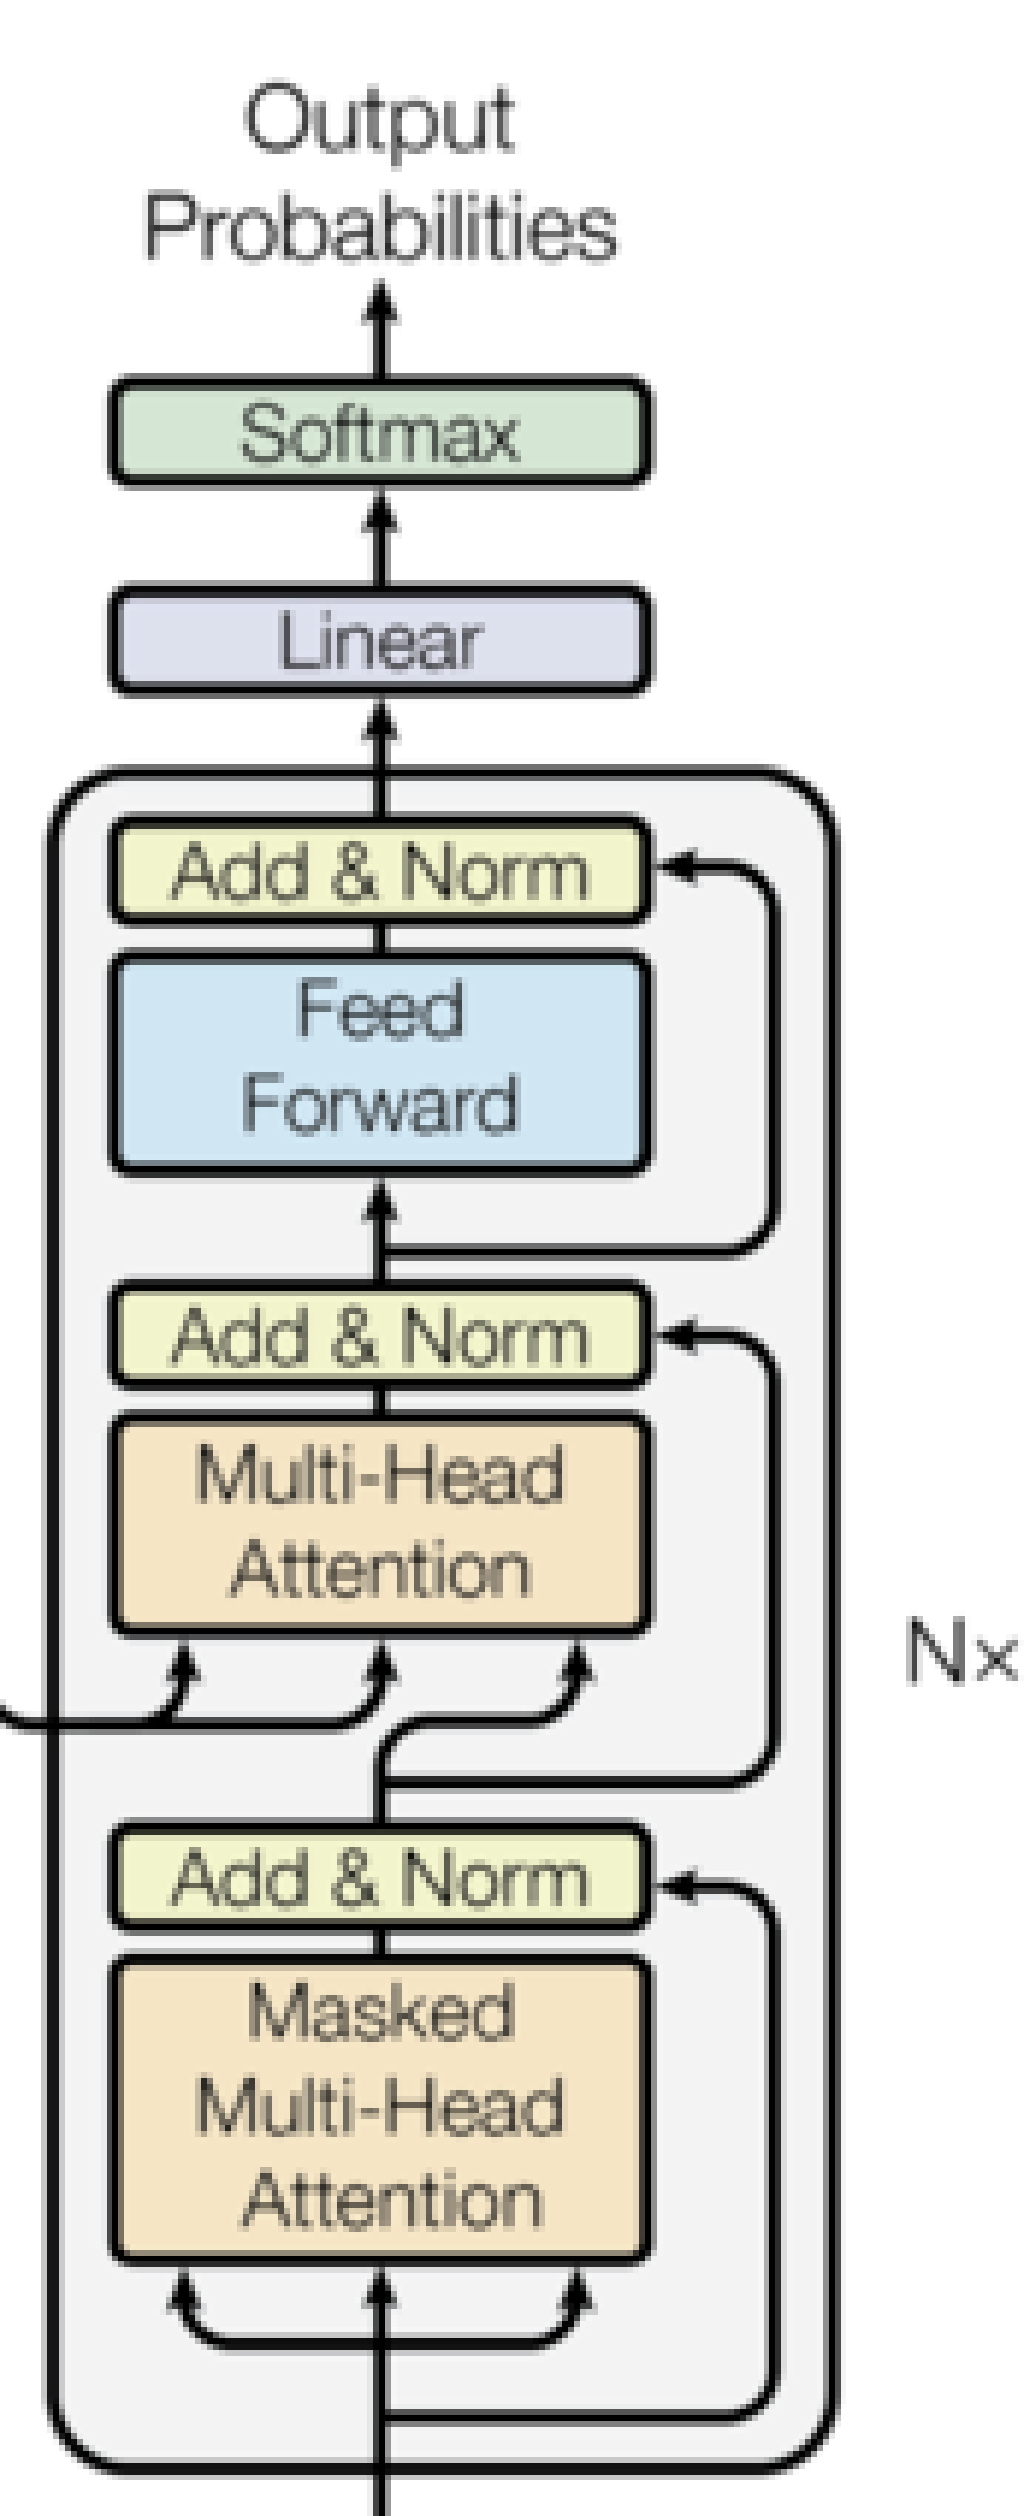 Output
Probabilities
Softmax
Linear
Add & Norm
Feed
Forward
Add & Norm
Multi-Head
Attention
Nx
Add & Norm
Masked
Multi-Head
Attention